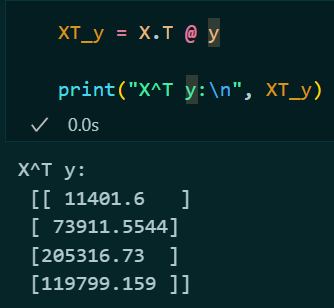 XT_y = X.T @ y
print("X^T y:\n", XT_y)
0.0s
X^T y:
 [[ 11401.6   ]
 [ 73911.5544]
 [205316.73  ]
 [119799.159 ]]